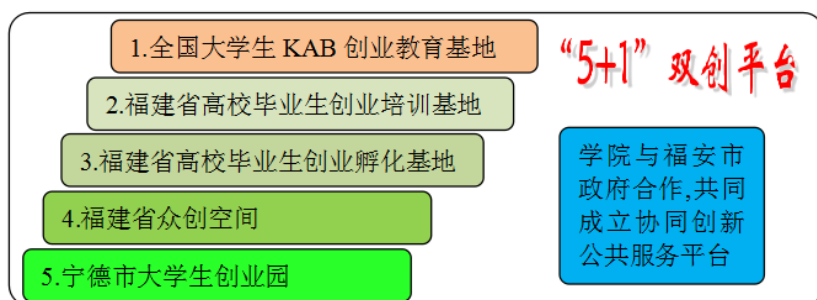 1.全国大学生 KAB 创业教育基地
2.福建省高校毕业生创业培训基地
3.福建省高校毕业生创业孵化基地
4.福建省众创空间
5.宁德市大学生创业园
“5+1”双创平台
学院与福安市
政府合作,共同
成立协同创新
公共服务平台